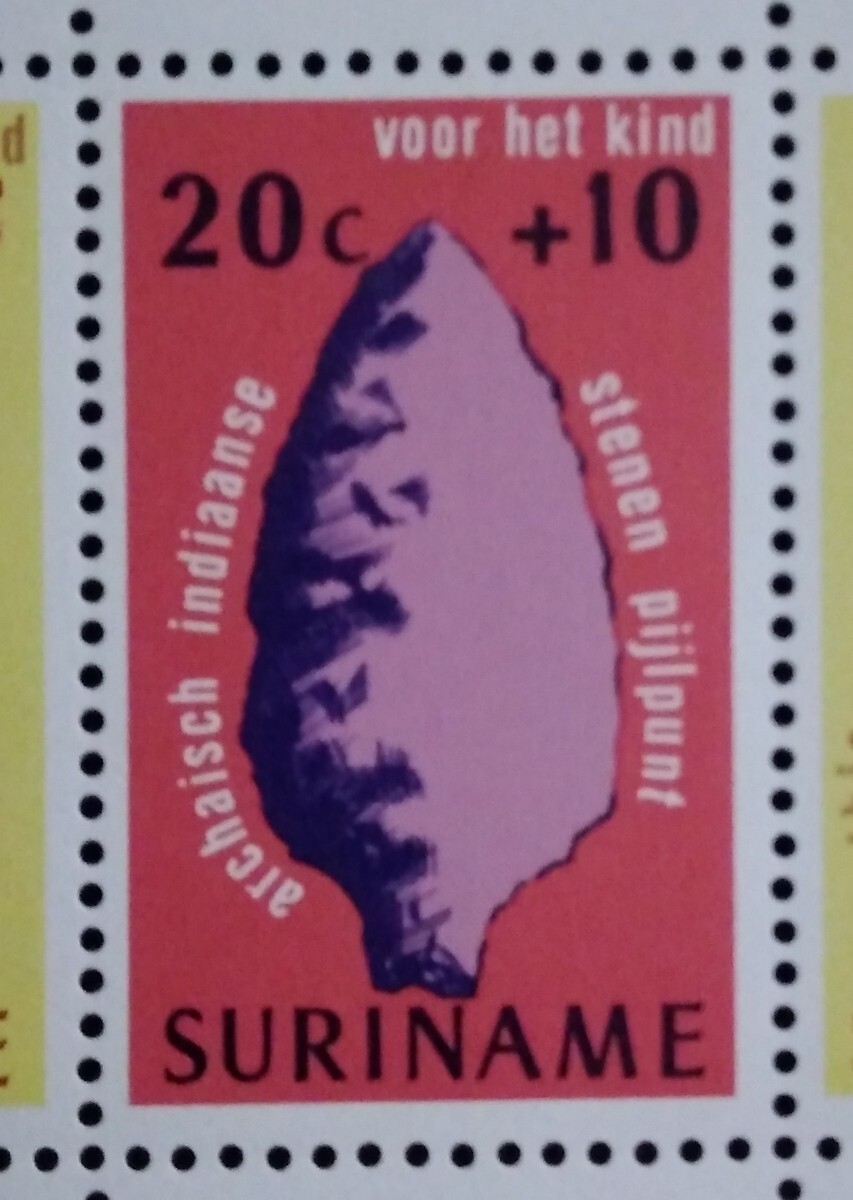 voor het kind
20c +10
archaisch indiaanse
stenen pijlpunt
SURINAME